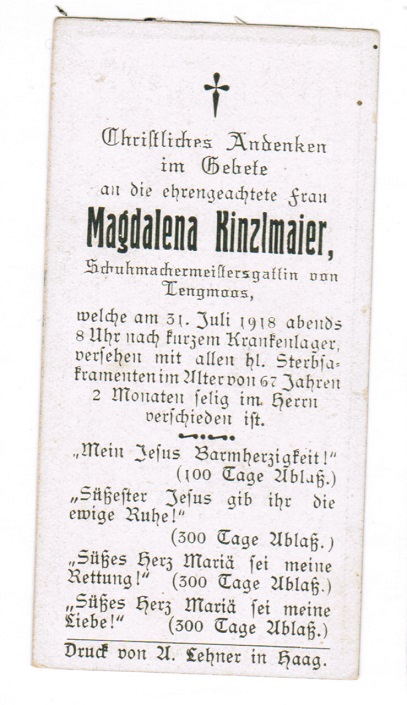 Christliches Andenken
im Gebete
an die ehrengeachtete Frau
Magdalena Kinzlmaier,
Schuhmachermeistersgattin von
Lengmoos,
welche am 31. Juli 1918 abends
8 Uhr nach kurzem Krankenlager,
versehen mit allen hl. Sterbsa-
kramenten im Alter von 67 Jahren
2 Monaten selig im Herrn
verschieden ist.
„Mein Jesus Barmherzigkeit!"
(100 Tage Ablaß.)
„Süßester Jesus gib ihr die
ewige Ruhe!"
(300 Tage Ablaß.)
„Süßes Herz Mariä sei meine
Rettung!" (300 Tage Ablaß.)
„Süßes Herz Mariä sei meine
Liebe!" (300 Tage Ablaß.)
Druck von A. Lehner in Haag.